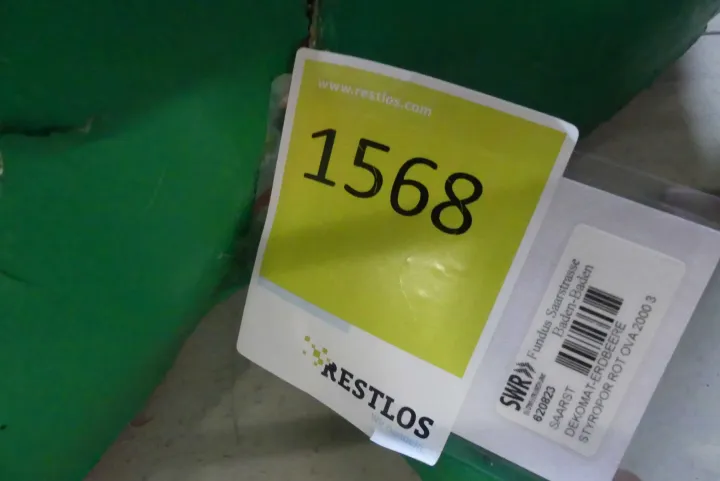 www.restlos.com
1568
RESTLOS
SWR» Fundus Saarstrasse
Baden-Baden
620823
SAARST
DEKOMAT-ERDBEERE
STYROPOR ROT OVA 2000 3